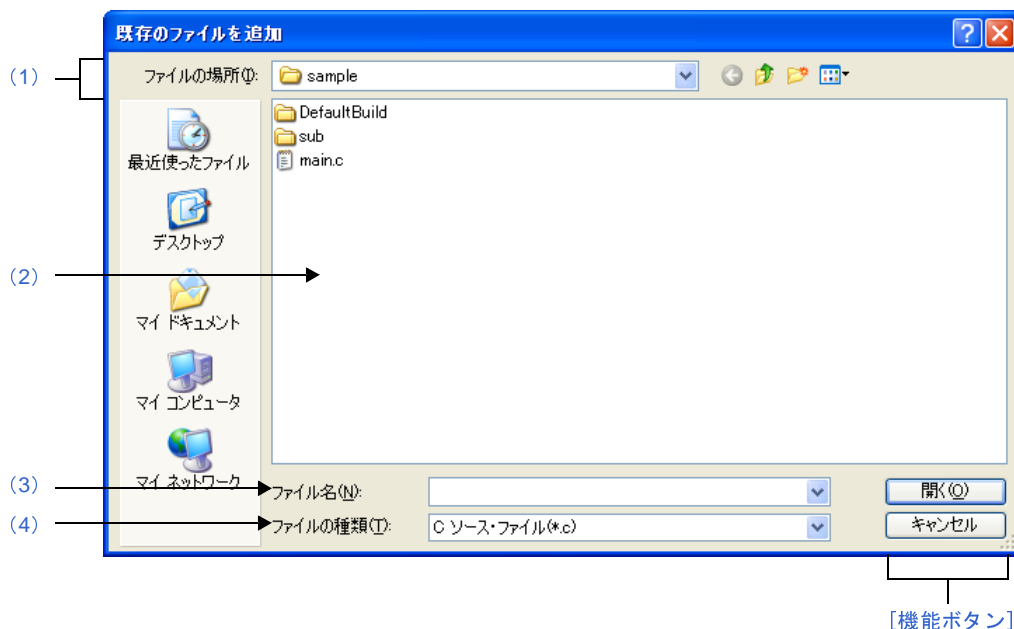 既存のファイルを追加
(1)
ファイルの場所(I):
sample
DefaultBuild
sub
main.c
最近使ったファイル
デスクトップ
(2)
マイ ドキュメント
マイ コンピュータ
マイ ネットワーク
(3)
ファイル名(N):
開く(O)
(4)
ファイルの種類(T):
C ソース・ファイル(*.c)
キャンセル
[機能ボタン]